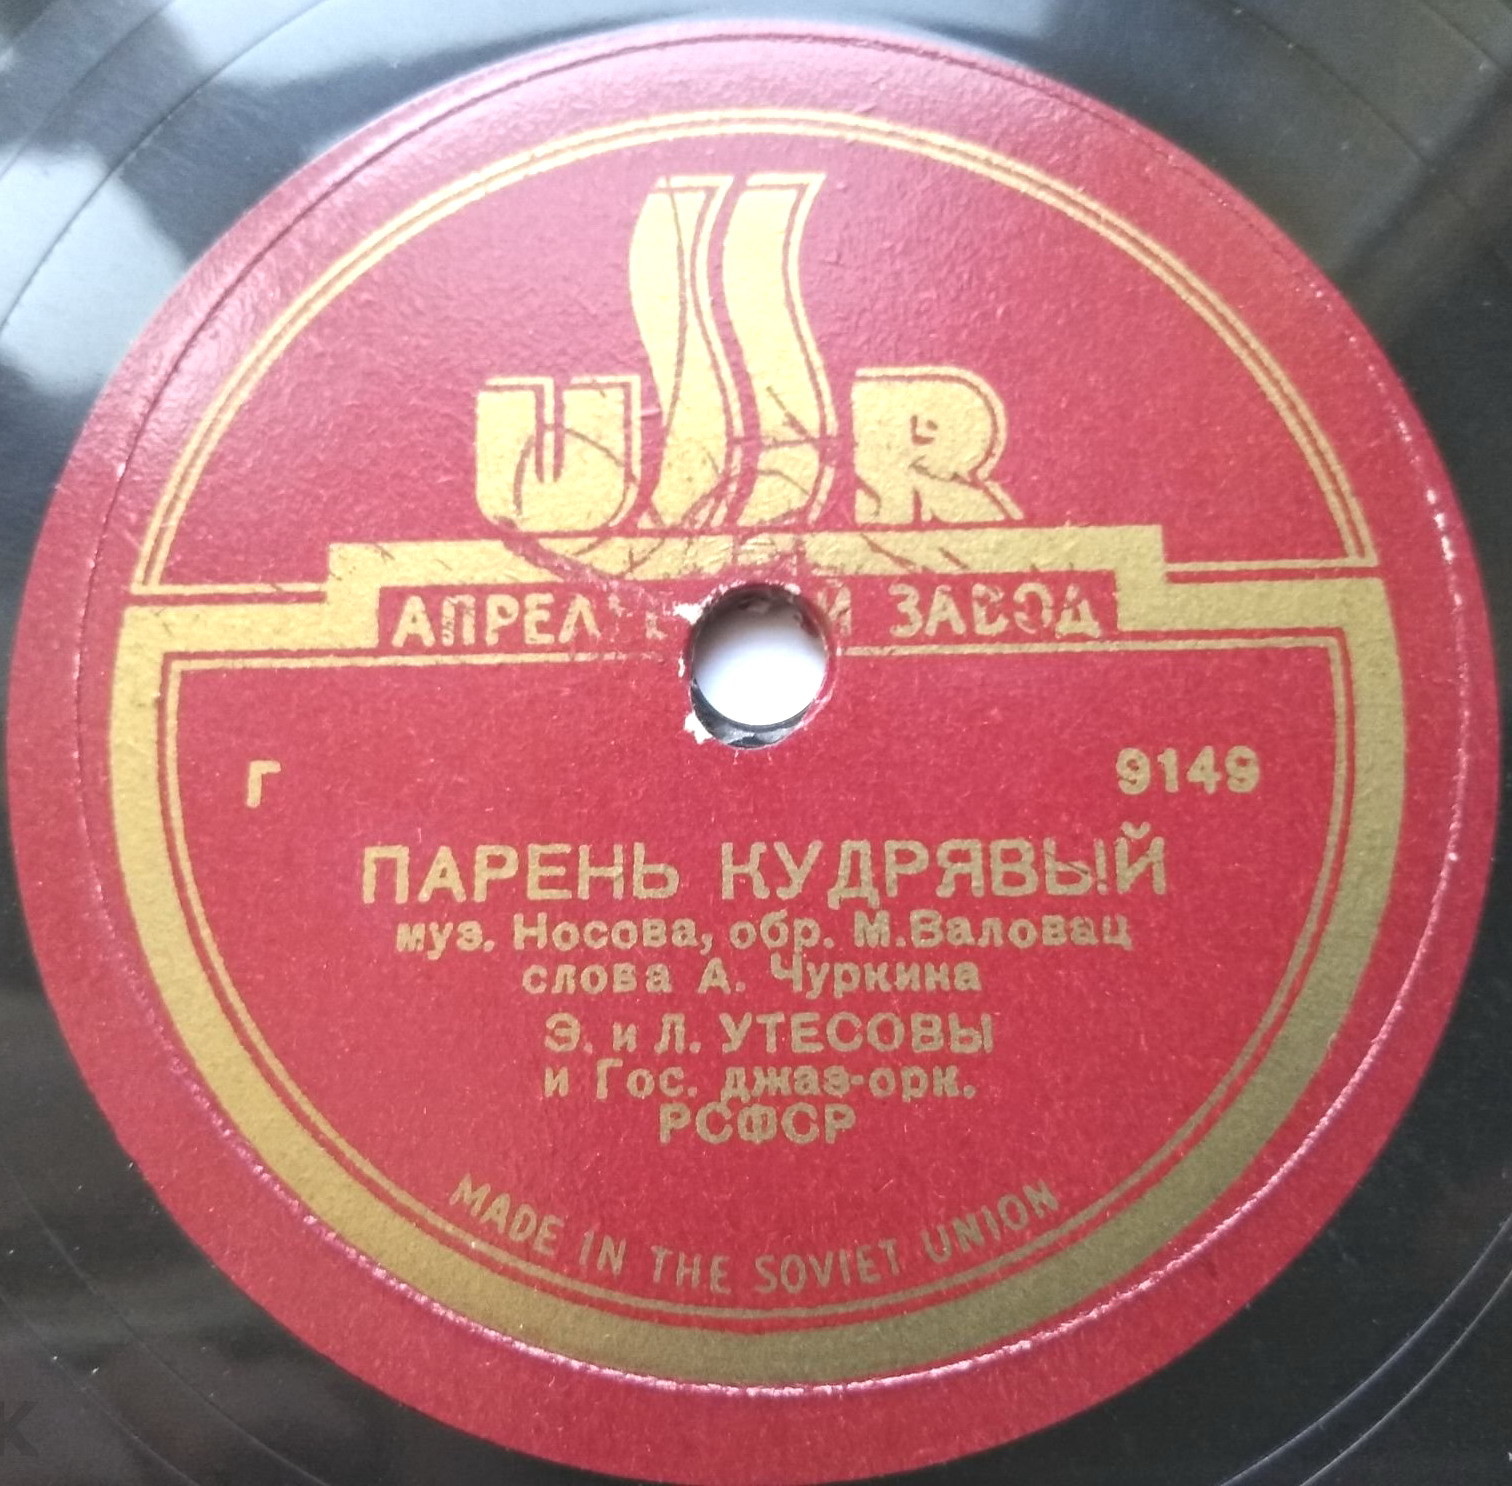 USSR
ЗАВОД
Г 9149
ПАРЕНЬ КУДРЯВЫЙ
муз. Носова, обр. М. Валовац
слова А. Чуркина
Э. и Л. УТЕСОВЫ
и Гос. джаз-орк.
РСФСР
MADE IN THE SOVIET UNION